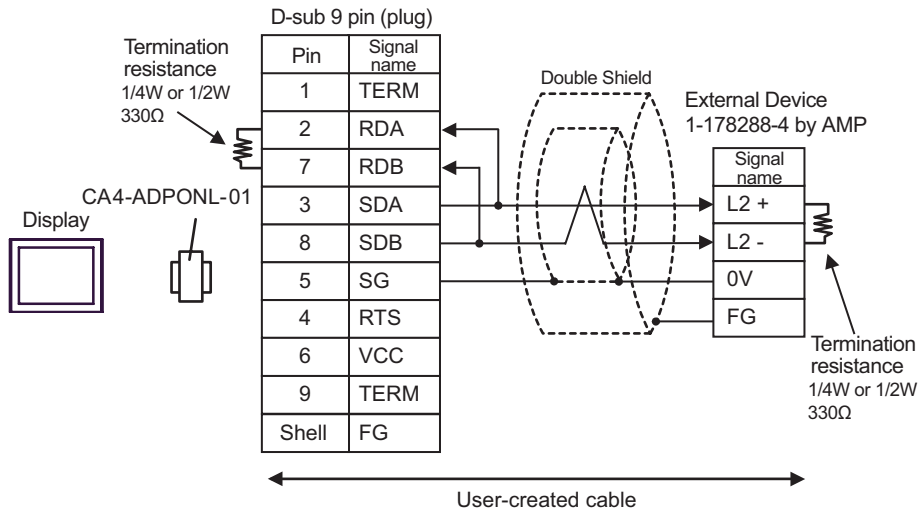 D-sub 9 pin (plug)
Termination
resistance
1/4W or 1/2W
330Ω
Pin Signal name
1 TERM
2 RDA
7 RDB
3 SDA
8 SDB
5 SG
4 RTS
6 VCC
9 TERM
Shell FG
CA4-ADPONL-01
Display
Double Shield
External Device
1-178288-4 by AMP
Signal
name
L2 +
L2 -
0V
FG
Termination
resistance
1/4W or 1/2W
330Ω
User-created cable